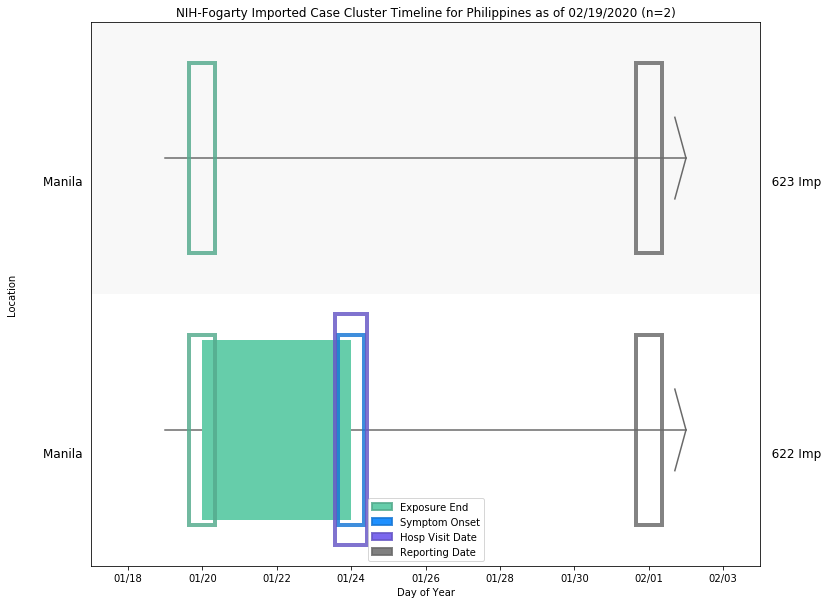 NIH-Fogarty Imported Case Cluster Timeline for Philippines as of 02/19/2020 (n=2)
Manila
623 Imp
Location
Manila
622 Imp
Exposure End
Symptom Onset
Hosp Visit Date
Reporting Date
01/18 01/20 01/22 01/24 01/26 01/28 01/30 02/01 02/03
Day of Year